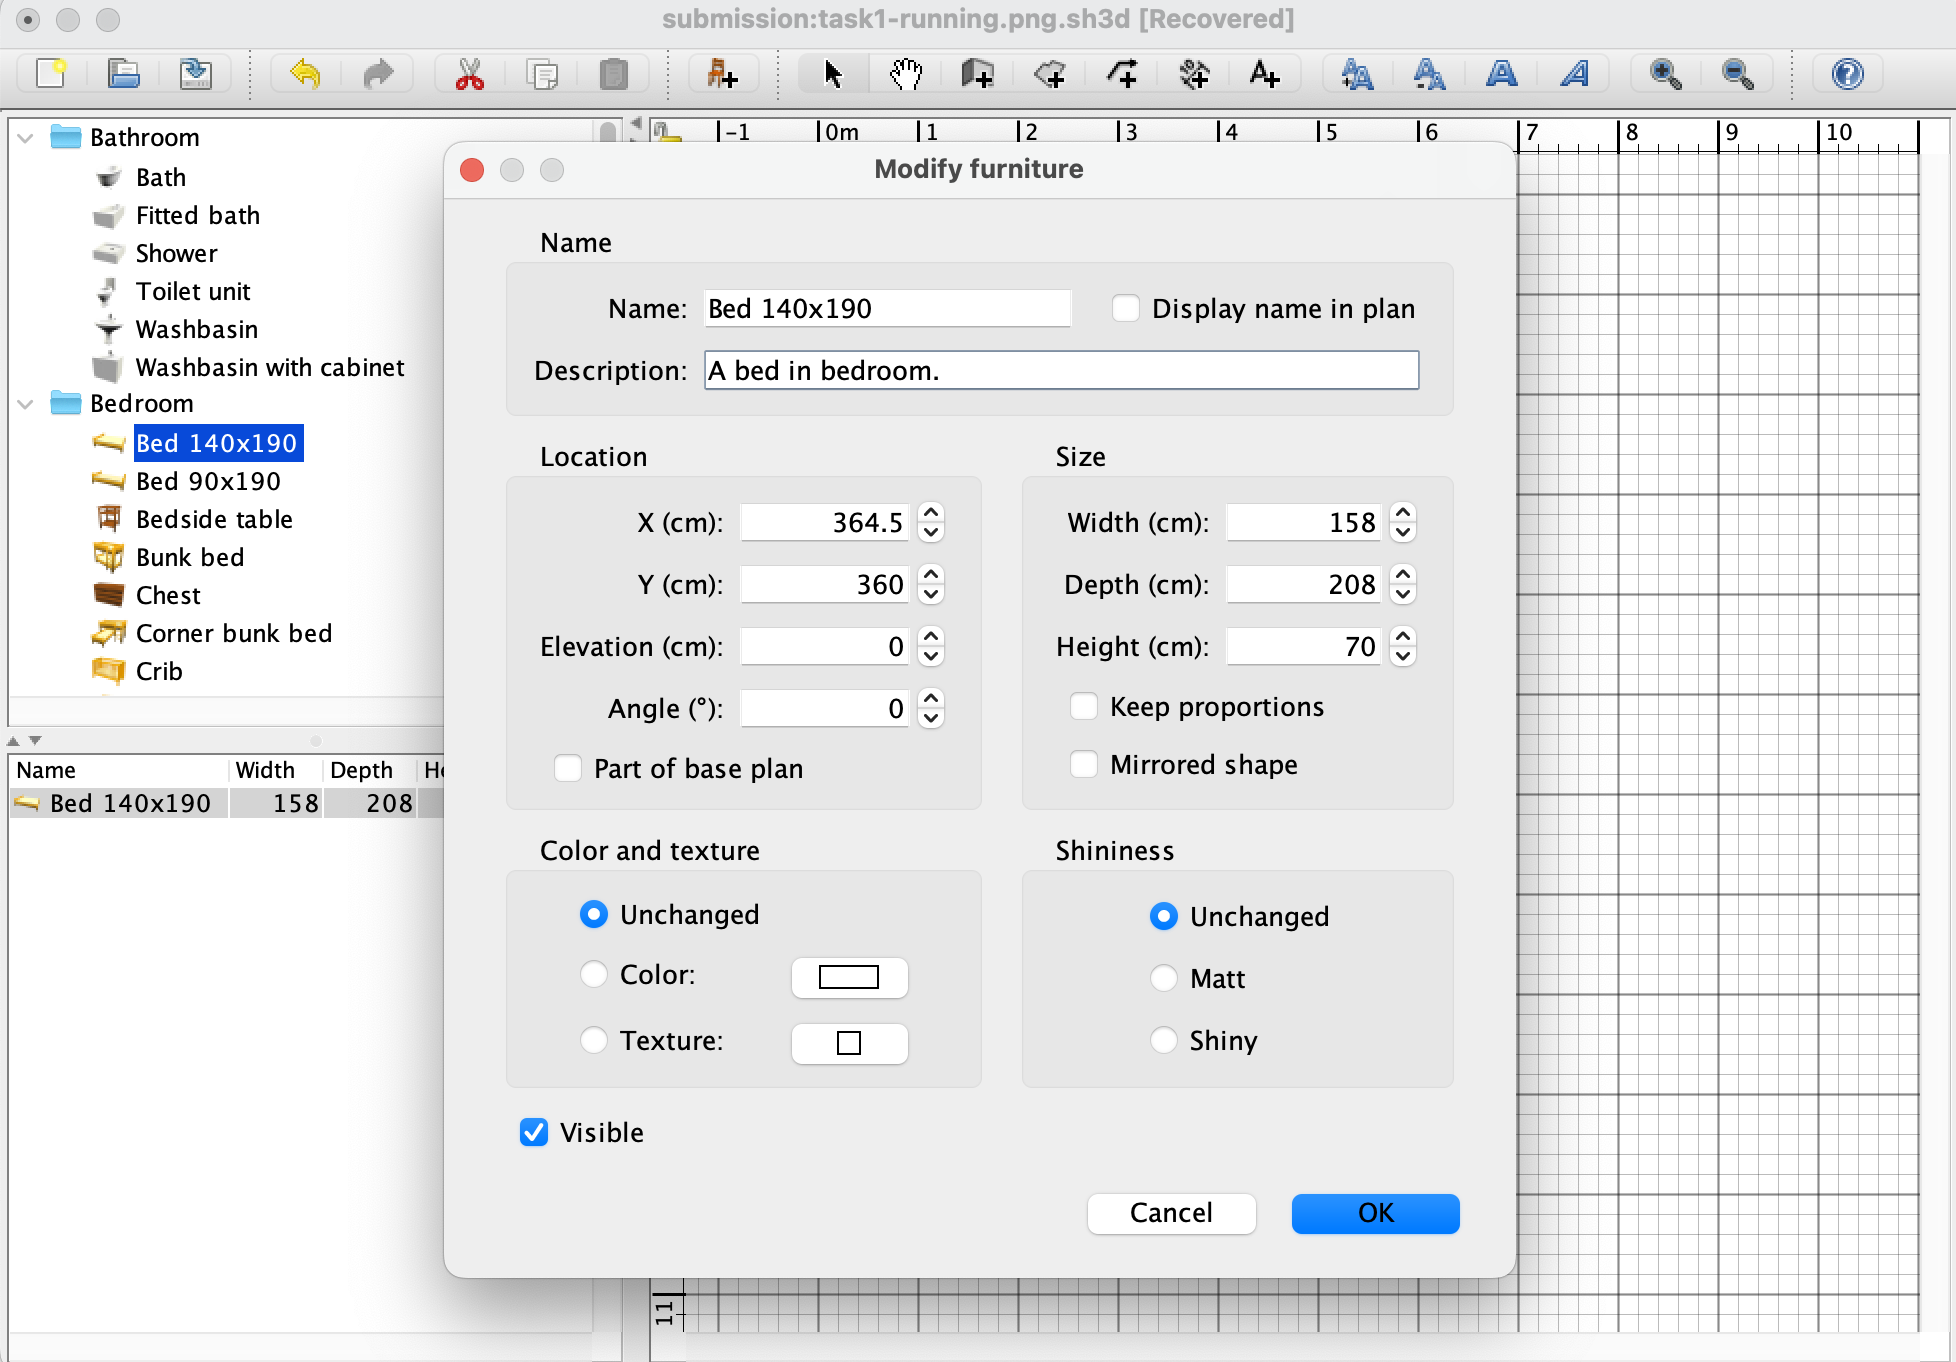 submission:task1-running.png.sh3d [Recovered]
Bathroom
Bath
Fitted bath
Shower
Toilet unit
Washbasin
Washbasin with cabinet
Bedroom
Bed 140x190
Bed 90x190
Bedside table
Bunk bed
Chest
Corner bunk bed
Crib
Name Width Depth
Bed 140x190 158 208
-1 0m 1 2 3 4 5 6 7 8 9 10
11
Modify furniture
Name
Name: Bed 140x190 Display name in plan
Description: A bed in bedroom.
Location
X (cm): 364.5
Y (cm): 360
Elevation (cm): 0
Angle (°): 0
Part of base plan
Size
Width (cm): 158
Depth (cm): 208
Height (cm): 70
Keep proportions
Mirrored shape
Color and texture
Unchanged
Color:
Texture:
Shininess
Unchanged
Matt
Shiny
Visible
Cancel OK